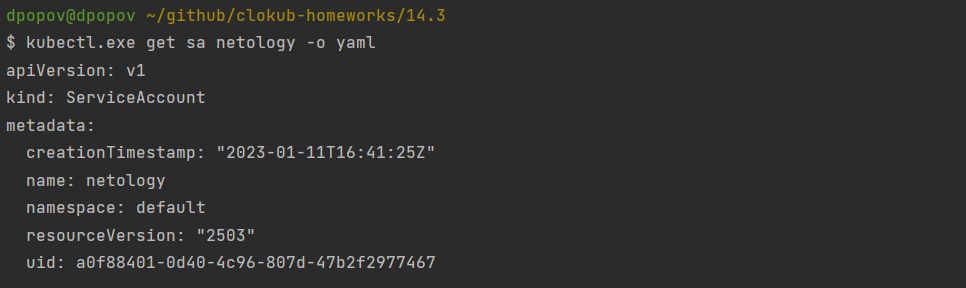 dpopov@dpopov ~/github/clokub-homeworks/14.3
$ kubectl.exe get sa netology -o yaml
apiVersion: v1
kind: ServiceAccount
metadata:
  creationTimestamp: "2023-01-11T16:41:25Z"
  name: netology
  namespace: default
  resourceVersion: "2503"
  uid: a0f88401-0d40-4c96-807d-47b2f2977467